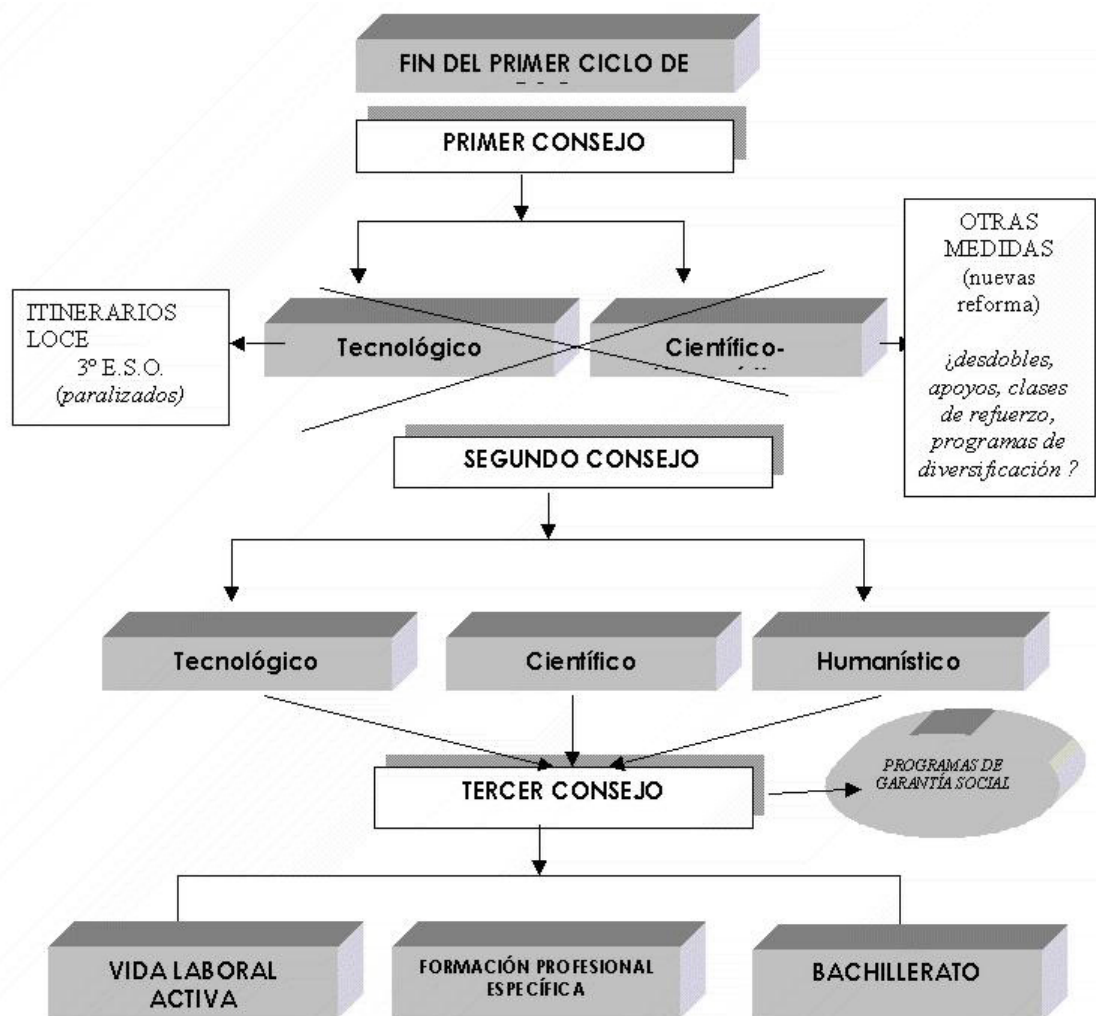 FIN DEL PRIMER CICLO DE
PRIMER CONSEJO
OTRAS
MEDIDAS
(nuevas
reforma)
¿desdobles,
apoyos, clases
de refuerzo,
programas de
diversificación ?
ITINERARIOS
LOCE
3º E.S.O.
(paralizados)
Tecnológico
Científico-
SEGUNDO CONSEJO
Tecnológico
Científico
Humanístico
PROGRAMAS DE
GARANTÍA SOCIAL
TERCER CONSEJO
VIDA LABORAL
ACTIVA
FORMACIÓN PROFESIONAL
ESPECÍFICA
BACHILLERATO